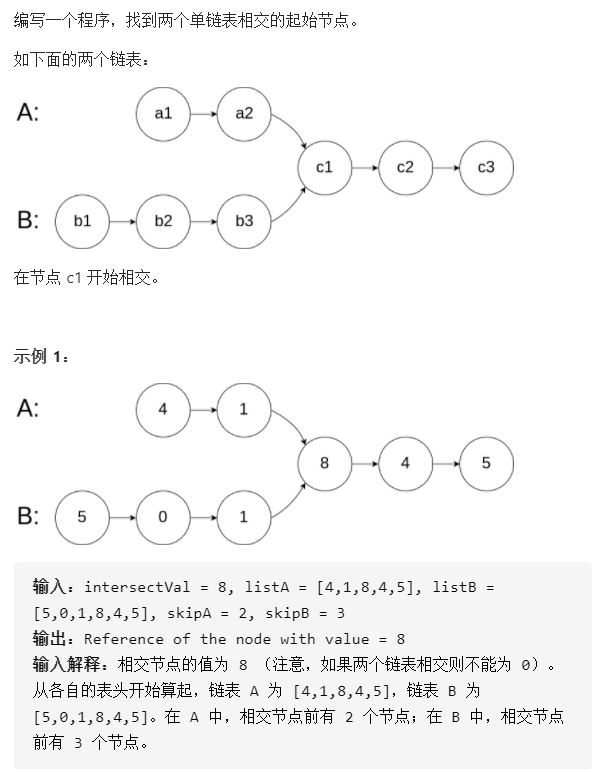 编写一个程序，找到两个单链表相交的起始节点。
如下面的两个链表：
A: a1 a2
c1 c2 c3
B: b1 b2 b3
在节点 c1 开始相交。
示例 1：
A: 4 1
8 4 5
B: 5 0 1
输入：intersectVal = 8, listA = [4,1,8,4,5], listB =
[5,0,1,8,4,5], skipA = 2, skipB = 3
输出：Reference of the node with value = 8
输入解释：相交节点的值为 8 （注意，如果两个链表相交则不能为 0）。
从各自的表头开始算起，链表 A 为 [4,1,8,4,5]，链表 B 为
[5,0,1,8,4,5]。在 A 中，相交节点前有 2 个节点；在 B 中，相交节点
前有 3 个节点。